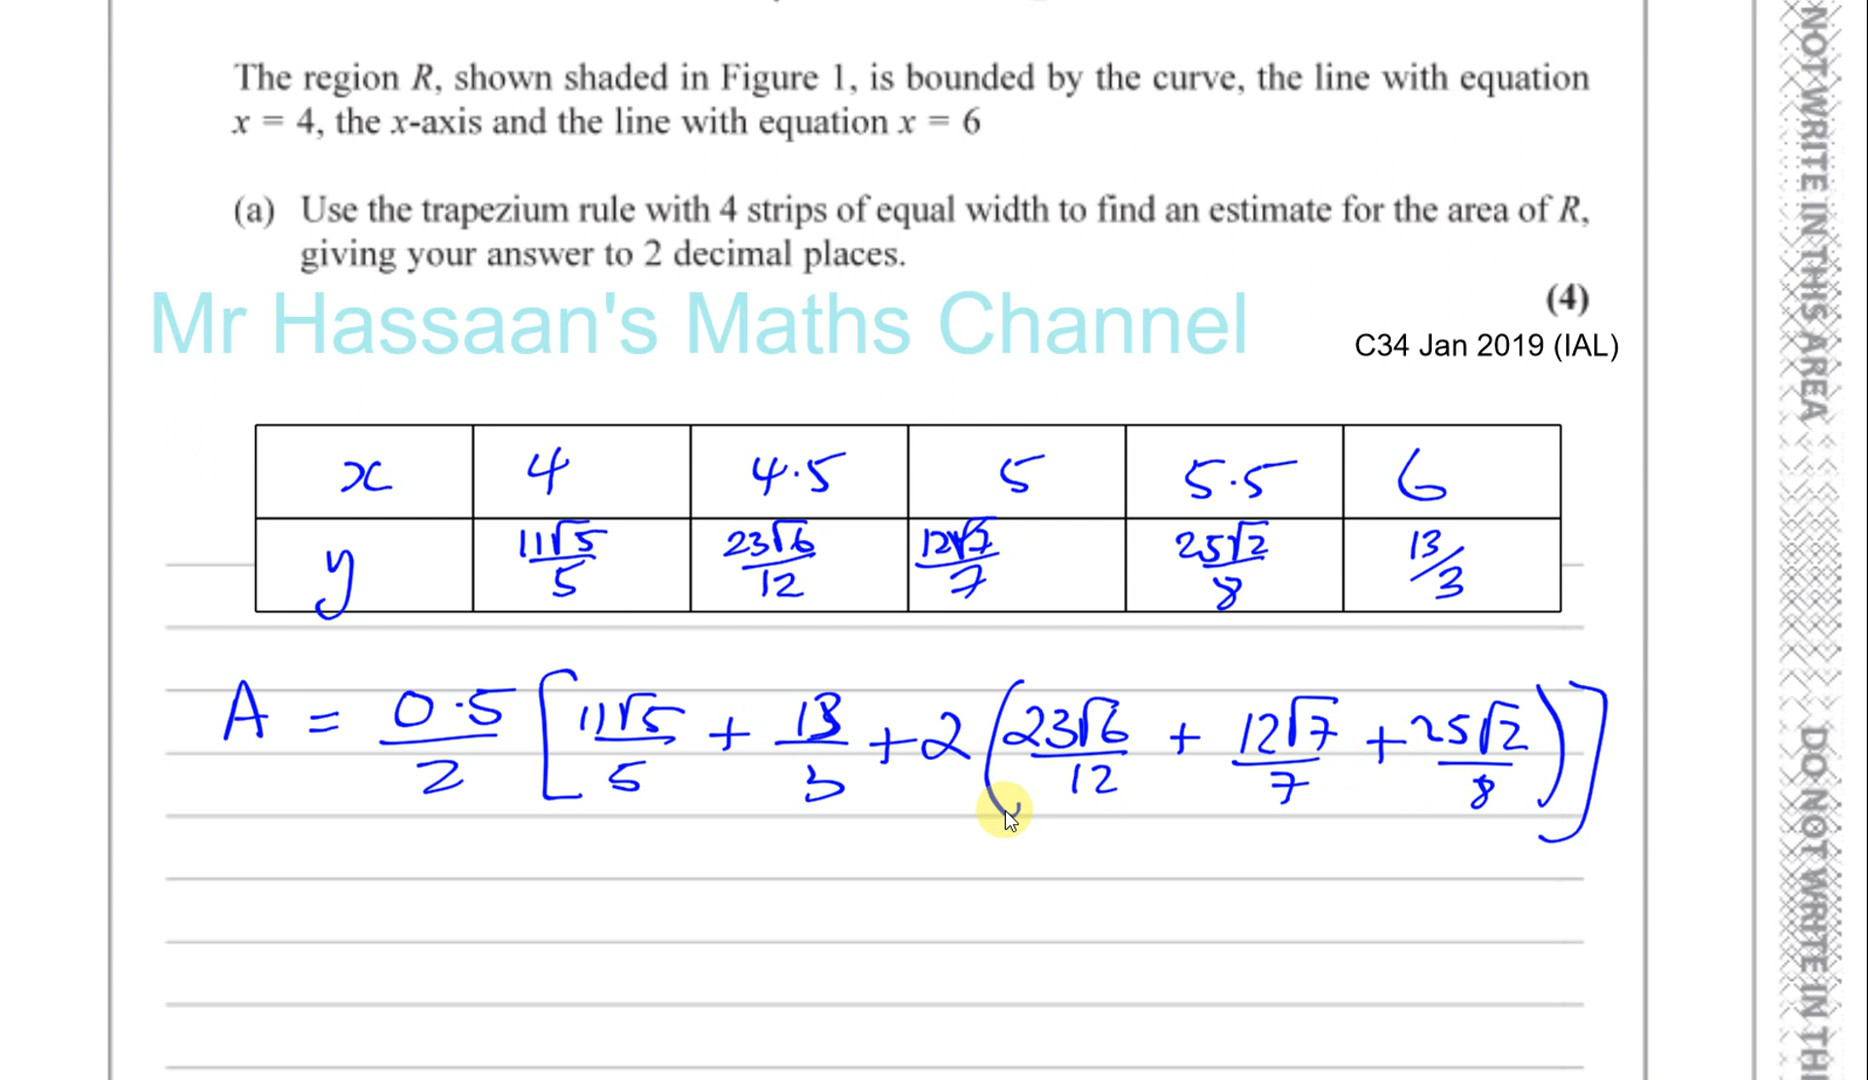 The region R, shown shaded in Figure 1, is bounded by the curve, the line with equation
x = 4, the x-axis and the line with equation x = 6
(a) Use the trapezium rule with 4 strips of equal width to find an estimate for the area of R,
giving your answer to 2 decimal places.
(4)
Mr Hassaan's Maths Channel
C34 Jan 2019 (IAL)
x 4 4.5 5 5.5 6
y 11√5/5 23√6/12 12√7/7 25√2/8 13/3
A = 0.5/2 [11√5/5 + 13/3 + 2(23√6/12 + 12√7/7 + 25√2/8)]
NOT WRITE IN THIS AREA
DO NOT WRITE IN THI